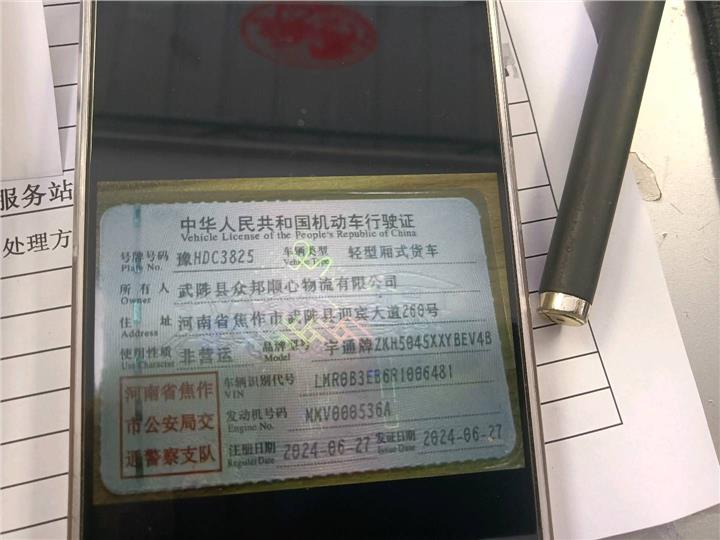 服务站
处理方
中华人民共和国机动车行驶证
Vehicle License of the People's Republic of China
号牌号码 豫HDC3825 车辆类型 轻型厢式货车
Plate No. Vehicle Type
所有人 武陟县众邦顺心物流有限公司
Owner
住址 河南省焦作市武陟县迎宾大道260号
Address
使用性质 非营运 品牌型号 宇通牌ZKH5045XXYBEV4B
Use Character Model
河南省焦作
市公安局交
通警察支队
车辆识别代号 LMR0B3EB6R1006481
VIN
发动机号码 MKV000536A
Engine No.
注册日期 2024-06-27 发证日期 2024-06-27
Register Date Issue Date